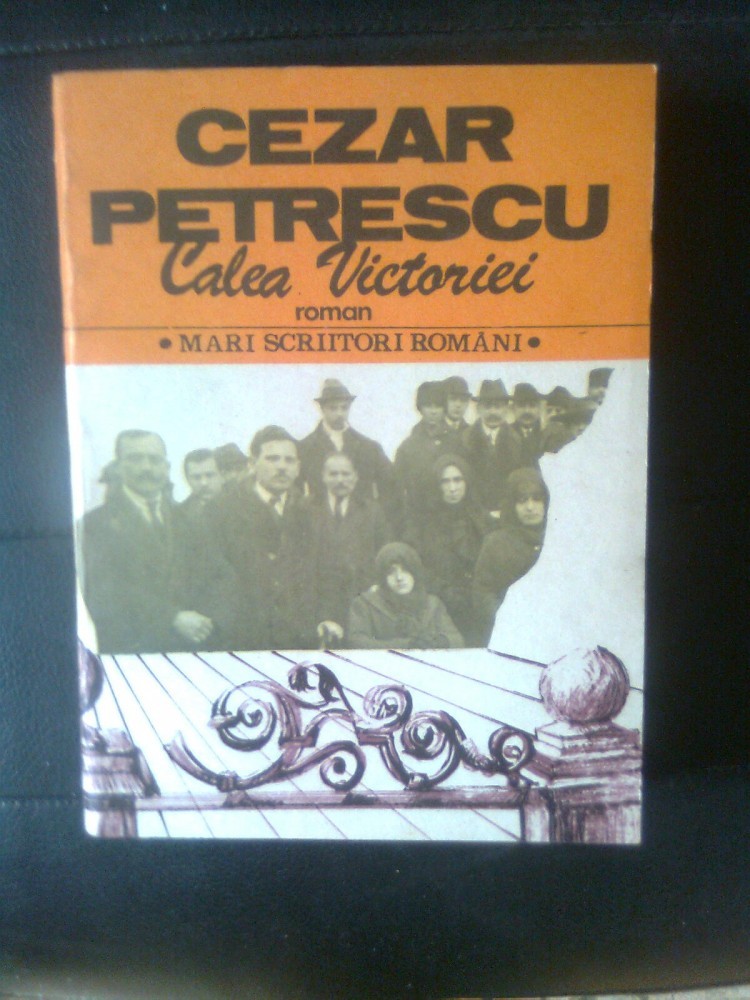 CEZAR
PETRESCU
Calea Victoriei
roman
• MARI SCRIITORI ROMÂNI •